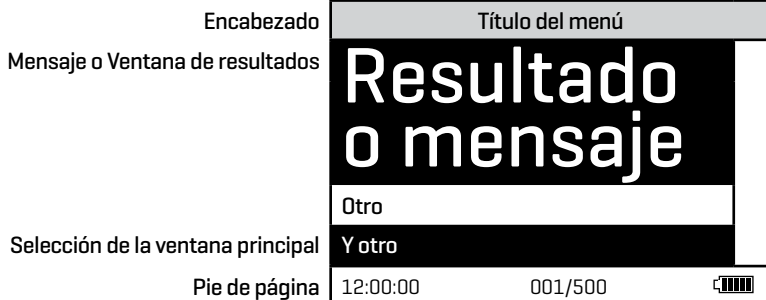 Encabezado
Título del menú
Mensaje o Ventana de resultados
Resultado
o mensaje
Otro
Selección de la ventana principal
Y otro
Pie de página
12:00:00
001/500